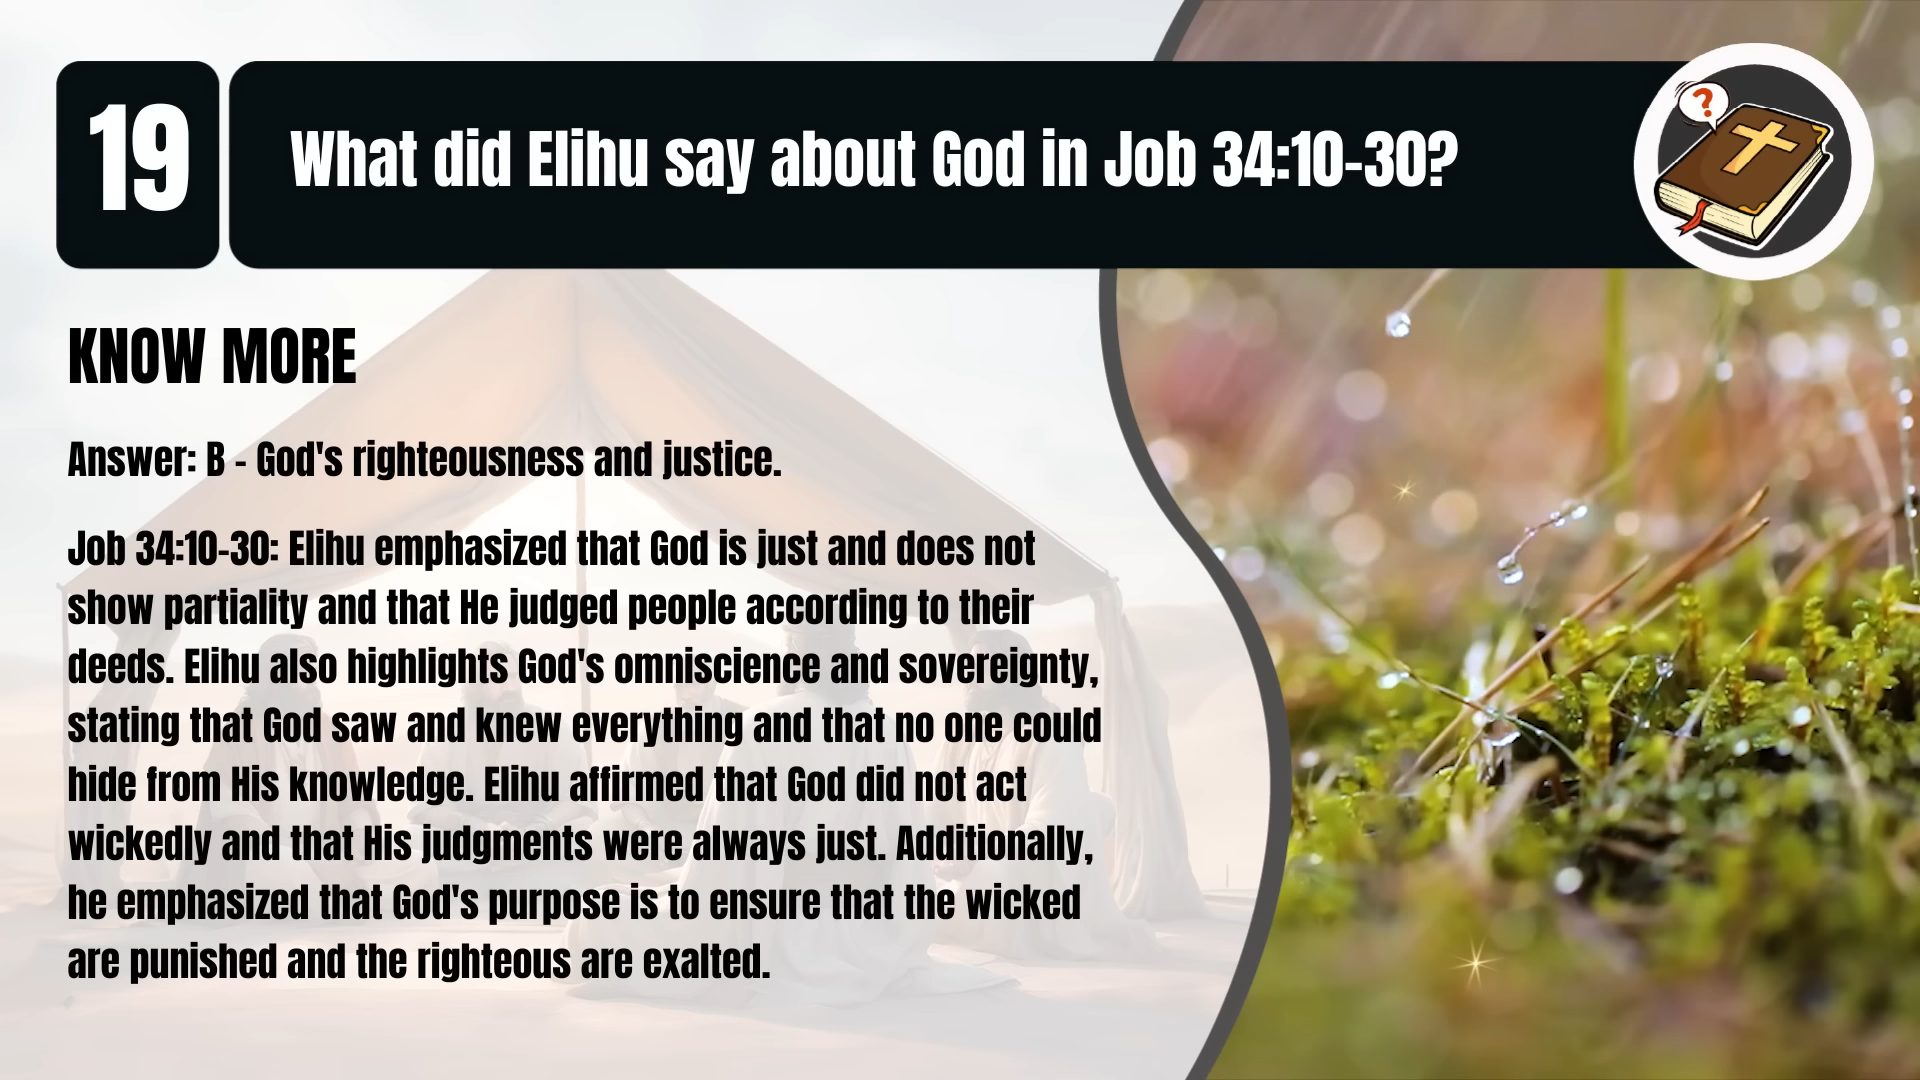 19
What did Elihu say about God in Job 34:10-30?
?
KNOW MORE
Answer: B - God's righteousness and justice.
Job 34:10-30: Elihu emphasized that God is just and does not
show partiality and that He judged people according to their
deeds. Elihu also highlights God's omniscience and sovereignty,
stating that God saw and knew everything and that no one could
hide from His knowledge. Elihu affirmed that God did not act
wickedly and that His judgments were always just. Additionally,
he emphasized that God's purpose is to ensure that the wicked
are punished and the righteous are exalted.